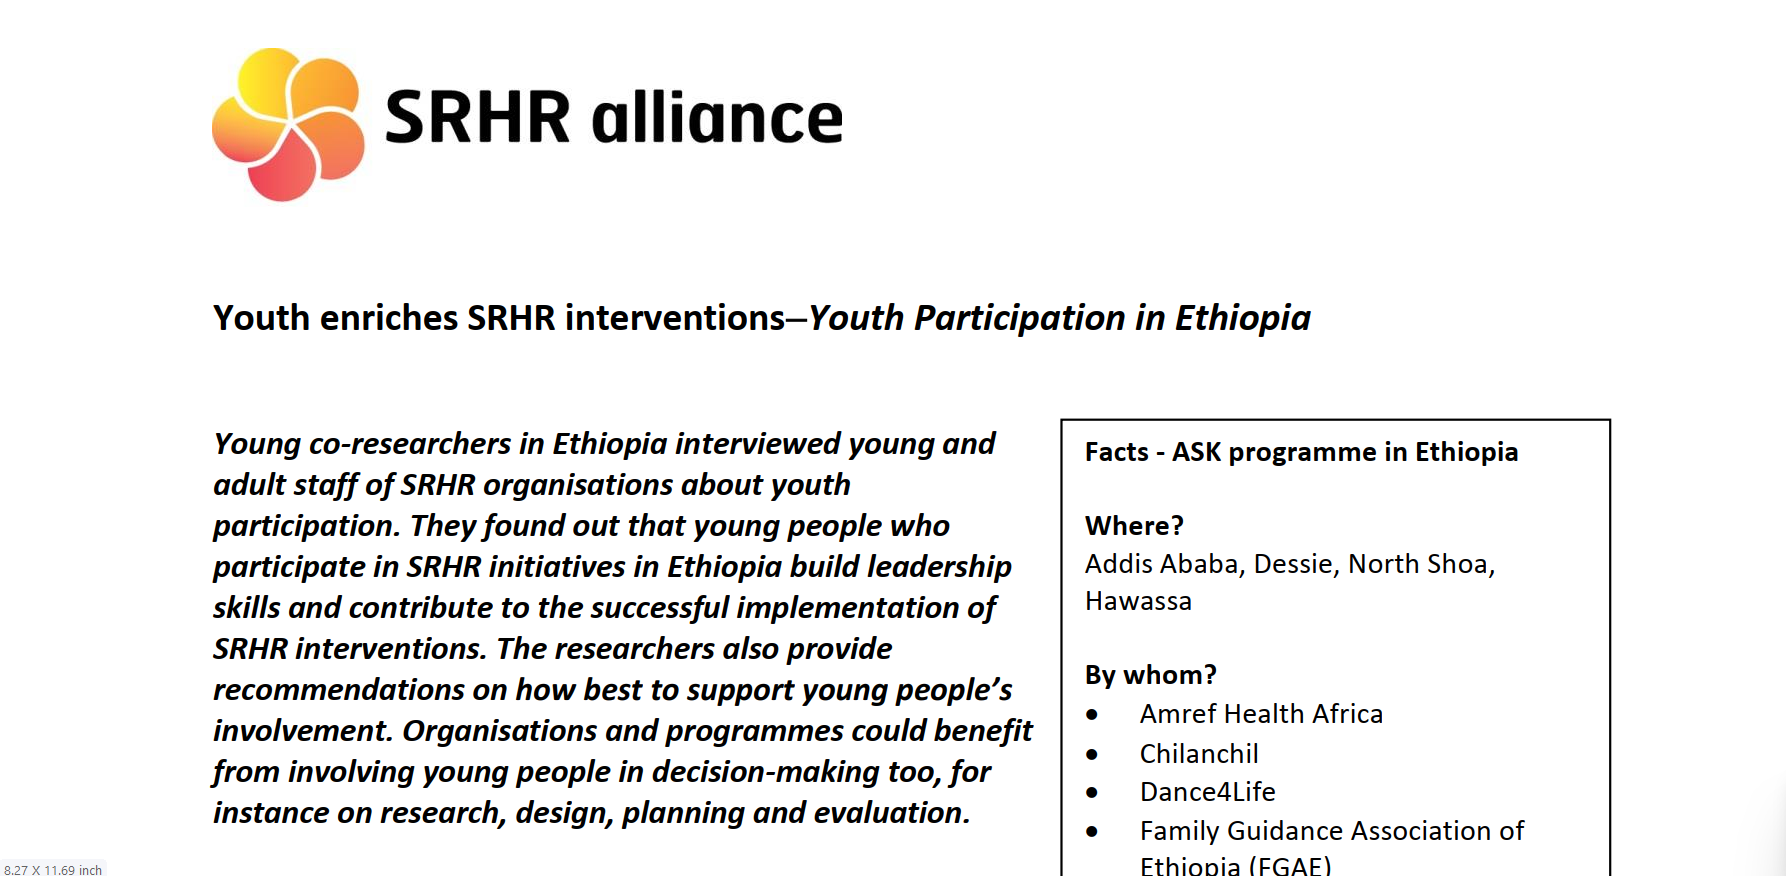 SRHR alliance
Youth enriches SRHR interventions–Youth Participation in Ethiopia
Young co-researchers in Ethiopia interviewed young and
adult staff of SRHR organisations about youth
participation. They found out that young people who
participate in SRHR initiatives in Ethiopia build leadership
skills and contribute to the successful implementation of
SRHR interventions. The researchers also provide
recommendations on how best to support young people’s
involvement. Organisations and programmes could benefit
from involving young people in decision-making too, for
instance on research, design, planning and evaluation.
Facts - ASK programme in Ethiopia
Where?
Addis Ababa, Dessie, North Shoa,
Hawassa
By whom?
● Amref Health Africa
● Chilanchil
● Dance4Life
● Family Guidance Association of
Ethiopia (FGAE)
8.27 X 11.69 inch